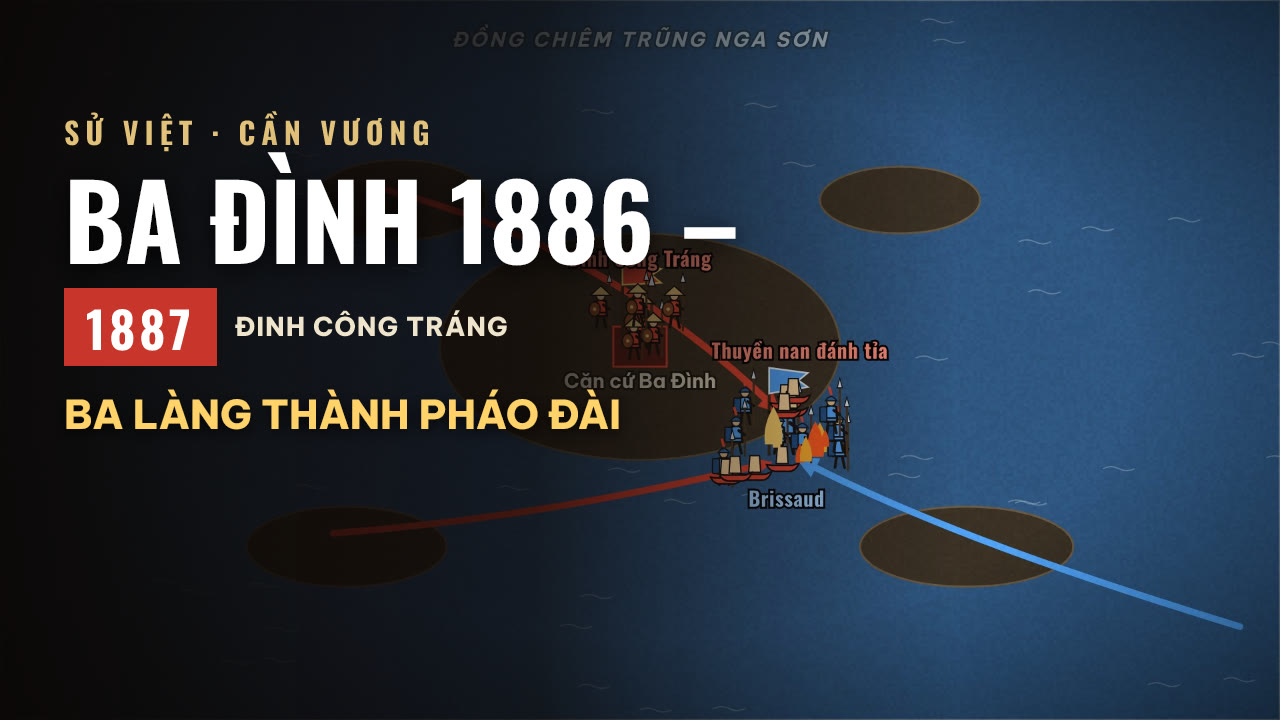 ĐỒNG CHIÊM TRŨNG NGA SƠN
SỬ VIỆT · CẦN VƯƠNG
BA ĐÌNH 1886 –
1887 ĐINH CÔNG TRÁNG
BA LÀNG THÀNH PHÁO ĐÀI
Tráng
Thuyền nan đánh tỉa
Căn cứ Ba Đình
Brissaud